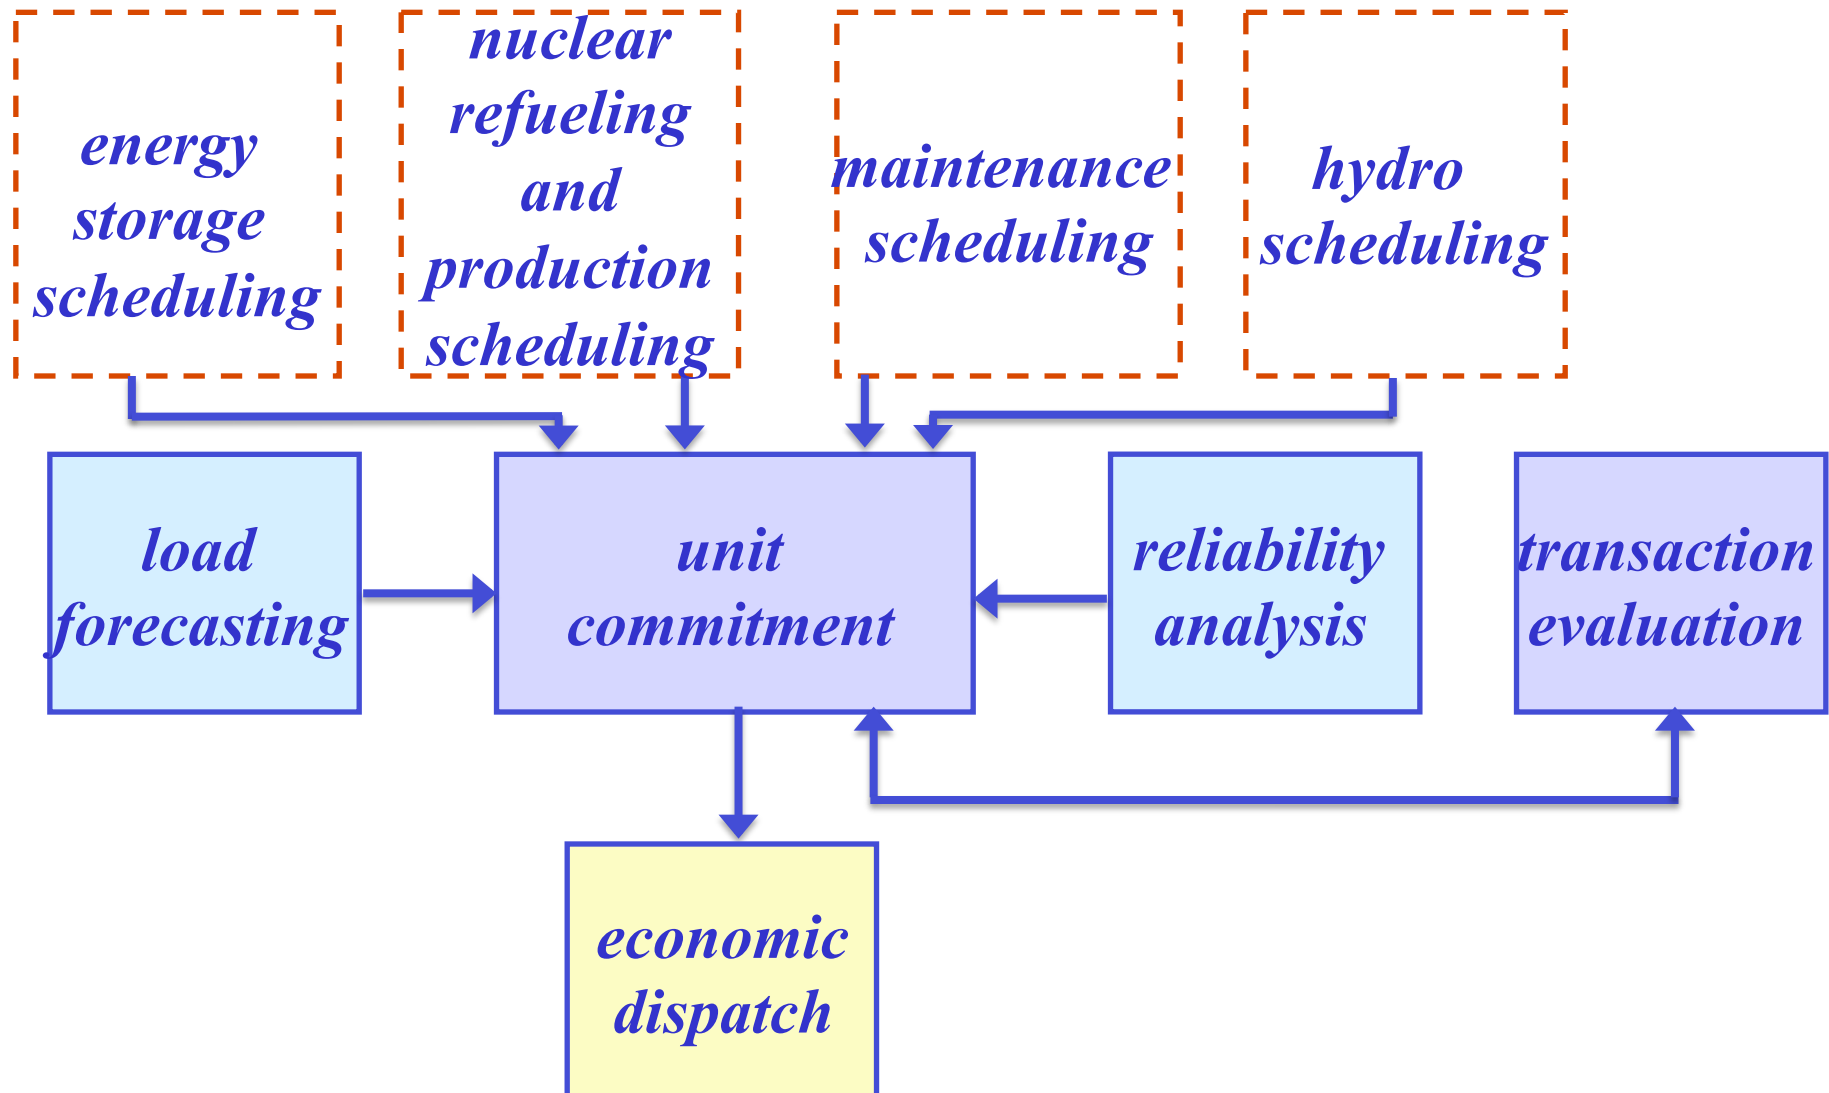 energy
storage
scheduling
nuclear
refueling
and
production
scheduling
maintenance
scheduling
hydro
scheduling
load
forecasting
unit
commitment
reliability
analysis
transaction
evaluation
economic
dispatch